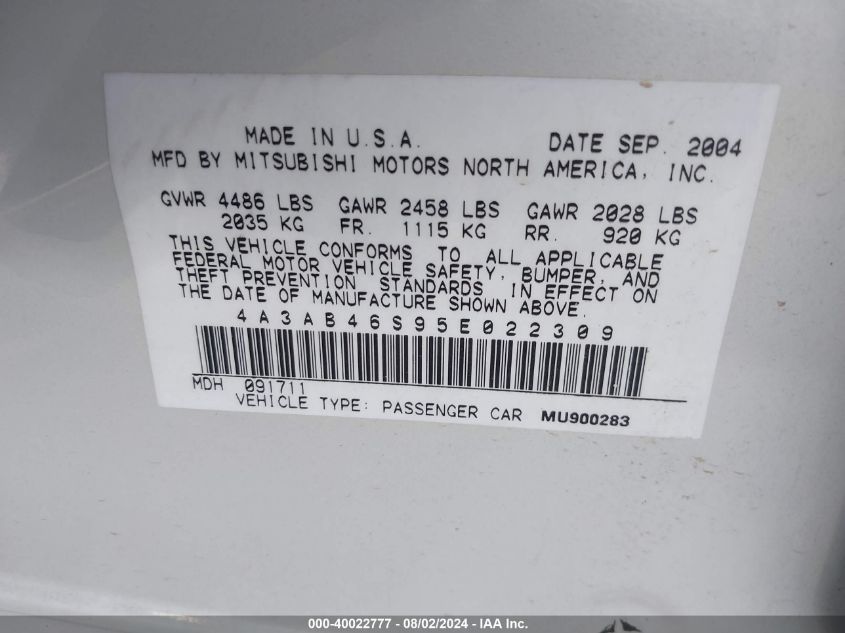 MADE IN U.S.A. DATE SEP. 2004
MFD BY MITSUBISHI MOTORS NORTH AMERICA, INC.
GVWR 4486 LBS GAWR 2458 LBS GAWR 2028 LBS
2035 KG FR. 1115 KG RR. 920 KG
THIS VEHICLE CONFORMS TO ALL APPLICABLE
FEDERAL MOTOR VEHICLE SAFETY, BUMPER, AND
THEFT PREVENTION STANDARDS IN EFFECT ON
THE DATE OF MANUFACTURE SHOWN ABOVE.
4A3AB46S95E022309
MDH 091711
VEHICLE TYPE: PASSENGER CAR MU900283
000-40022777 - 08/02/2024 - IAA Inc.